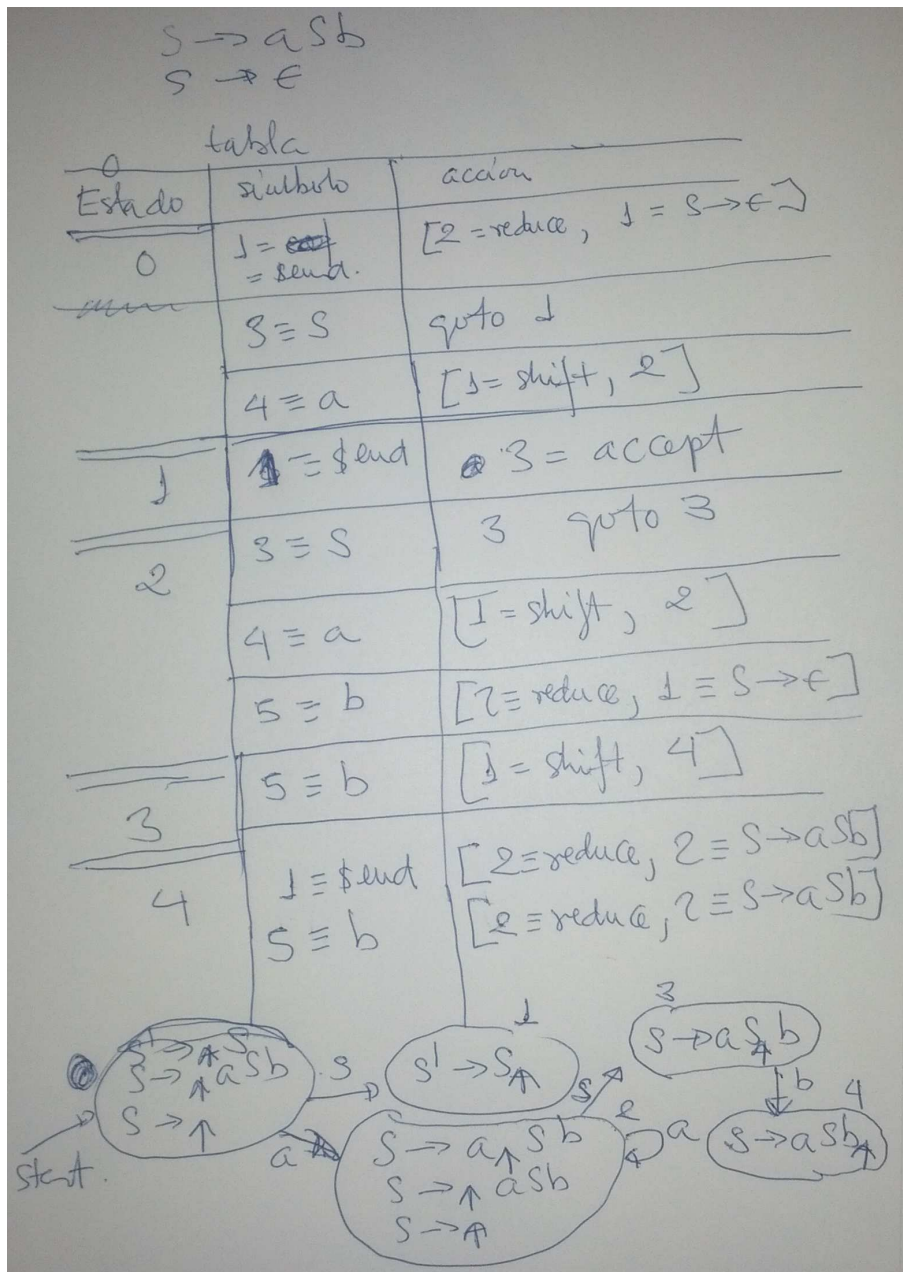 S → aSb
S → ϵ
tabla
Estado símbolo acción
0 1 = = $end. [2 = reduce, 1 = S → ϵ]
3 ≡ S goto 1
4 ≡ a [1 = shift, 2]
1 1 ≡ $end 3 = accept
2 3 ≡ S 3 goto 3
4 ≡ a [1 = shift, 2]
5 ≡ b [2 ≡ reduce, 1 ≡ S → ϵ]
3 5 ≡ b [1 = shift, 4]
4 1 ≡ $end [2 ≡ reduce, 2 ≡ S → aSb]
5 ≡ b [2 ≡ reduce, 2 ≡ S → aSb]
S' → ↑ S
S → ↑ aSb
S → ↑
start.
S
a
1
S' → S↑
2
S → a↑Sb
S → ↑aSb
S → ↑
a
S
3
S → aS↑b
b
4
S → aSb↑